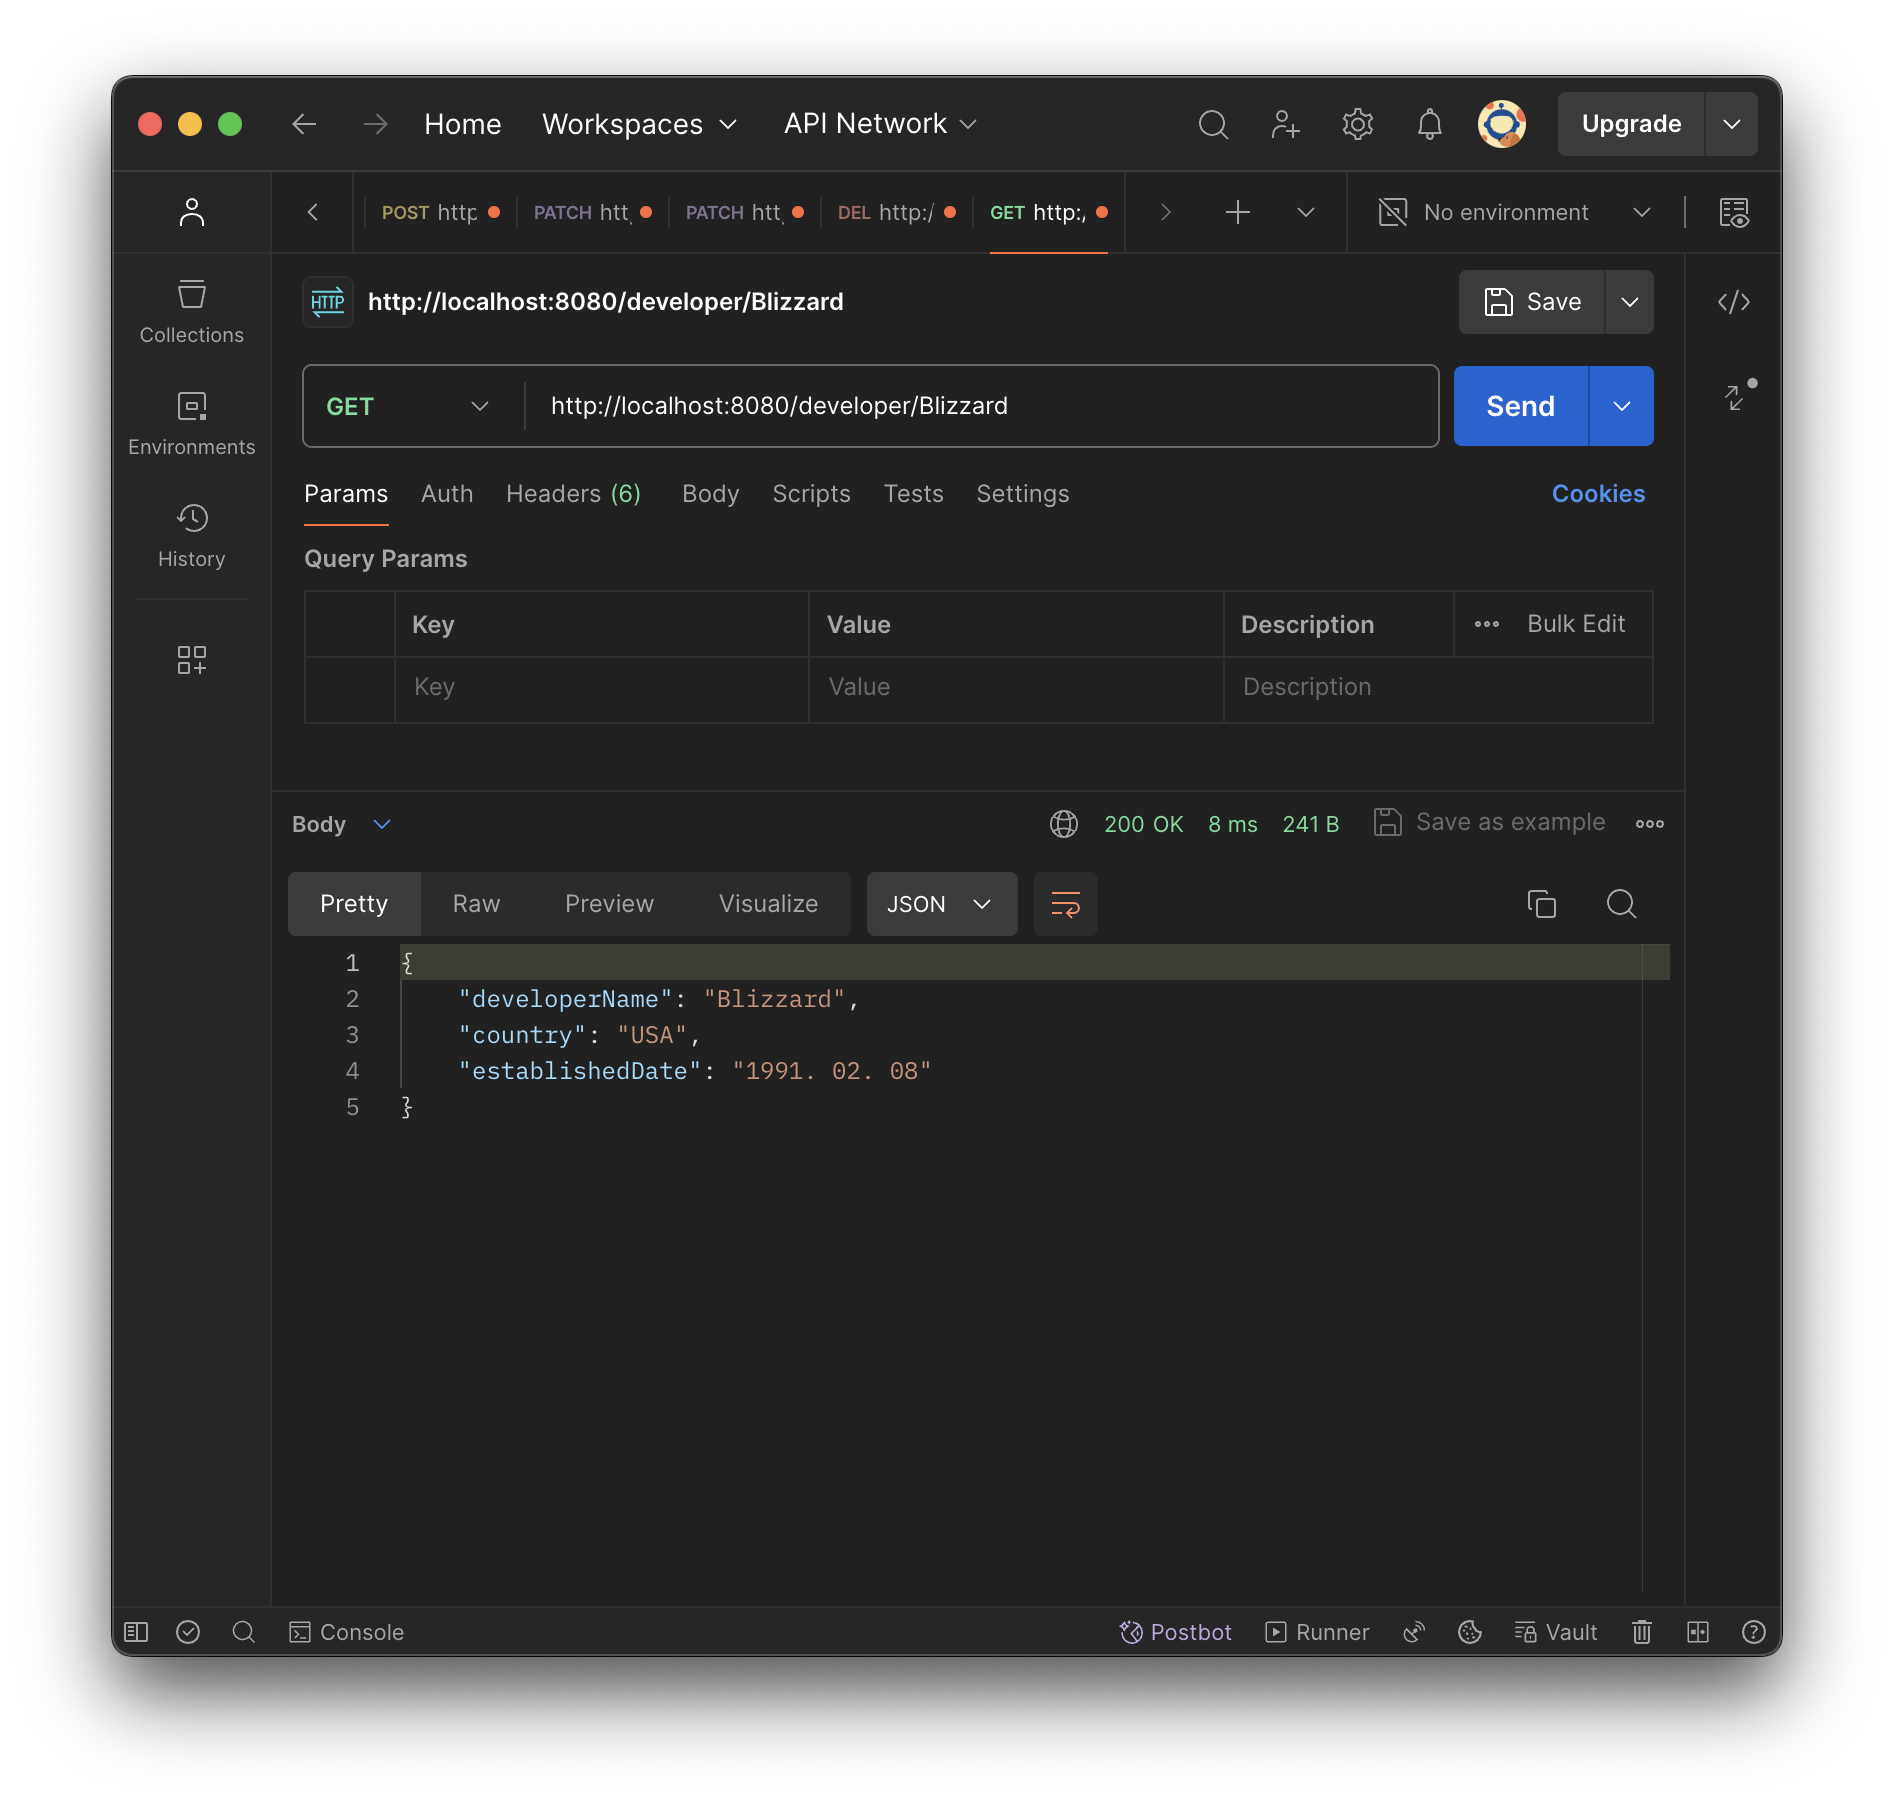 Home Workspaces API Network Upgrade
POST http PATCH htt PATCH htt DEL http:/ GET http:/ No environment
HTTP http://localhost:8080/developer/Blizzard Save
Collections
GET http://localhost:8080/developer/Blizzard Send
Environments
Params Auth Headers (6) Body Scripts Tests Settings Cookies
History
Query Params
Key Value Description Bulk Edit
Key Value Description
Body 200 OK 8 ms 241 B Save as example
Pretty Raw Preview Visualize JSON
1 {
2 "developerName": "Blizzard",
3 "country": "USA",
4 "establishedDate": "1991. 02. 08"
5 }
Console Postbot Runner Vault